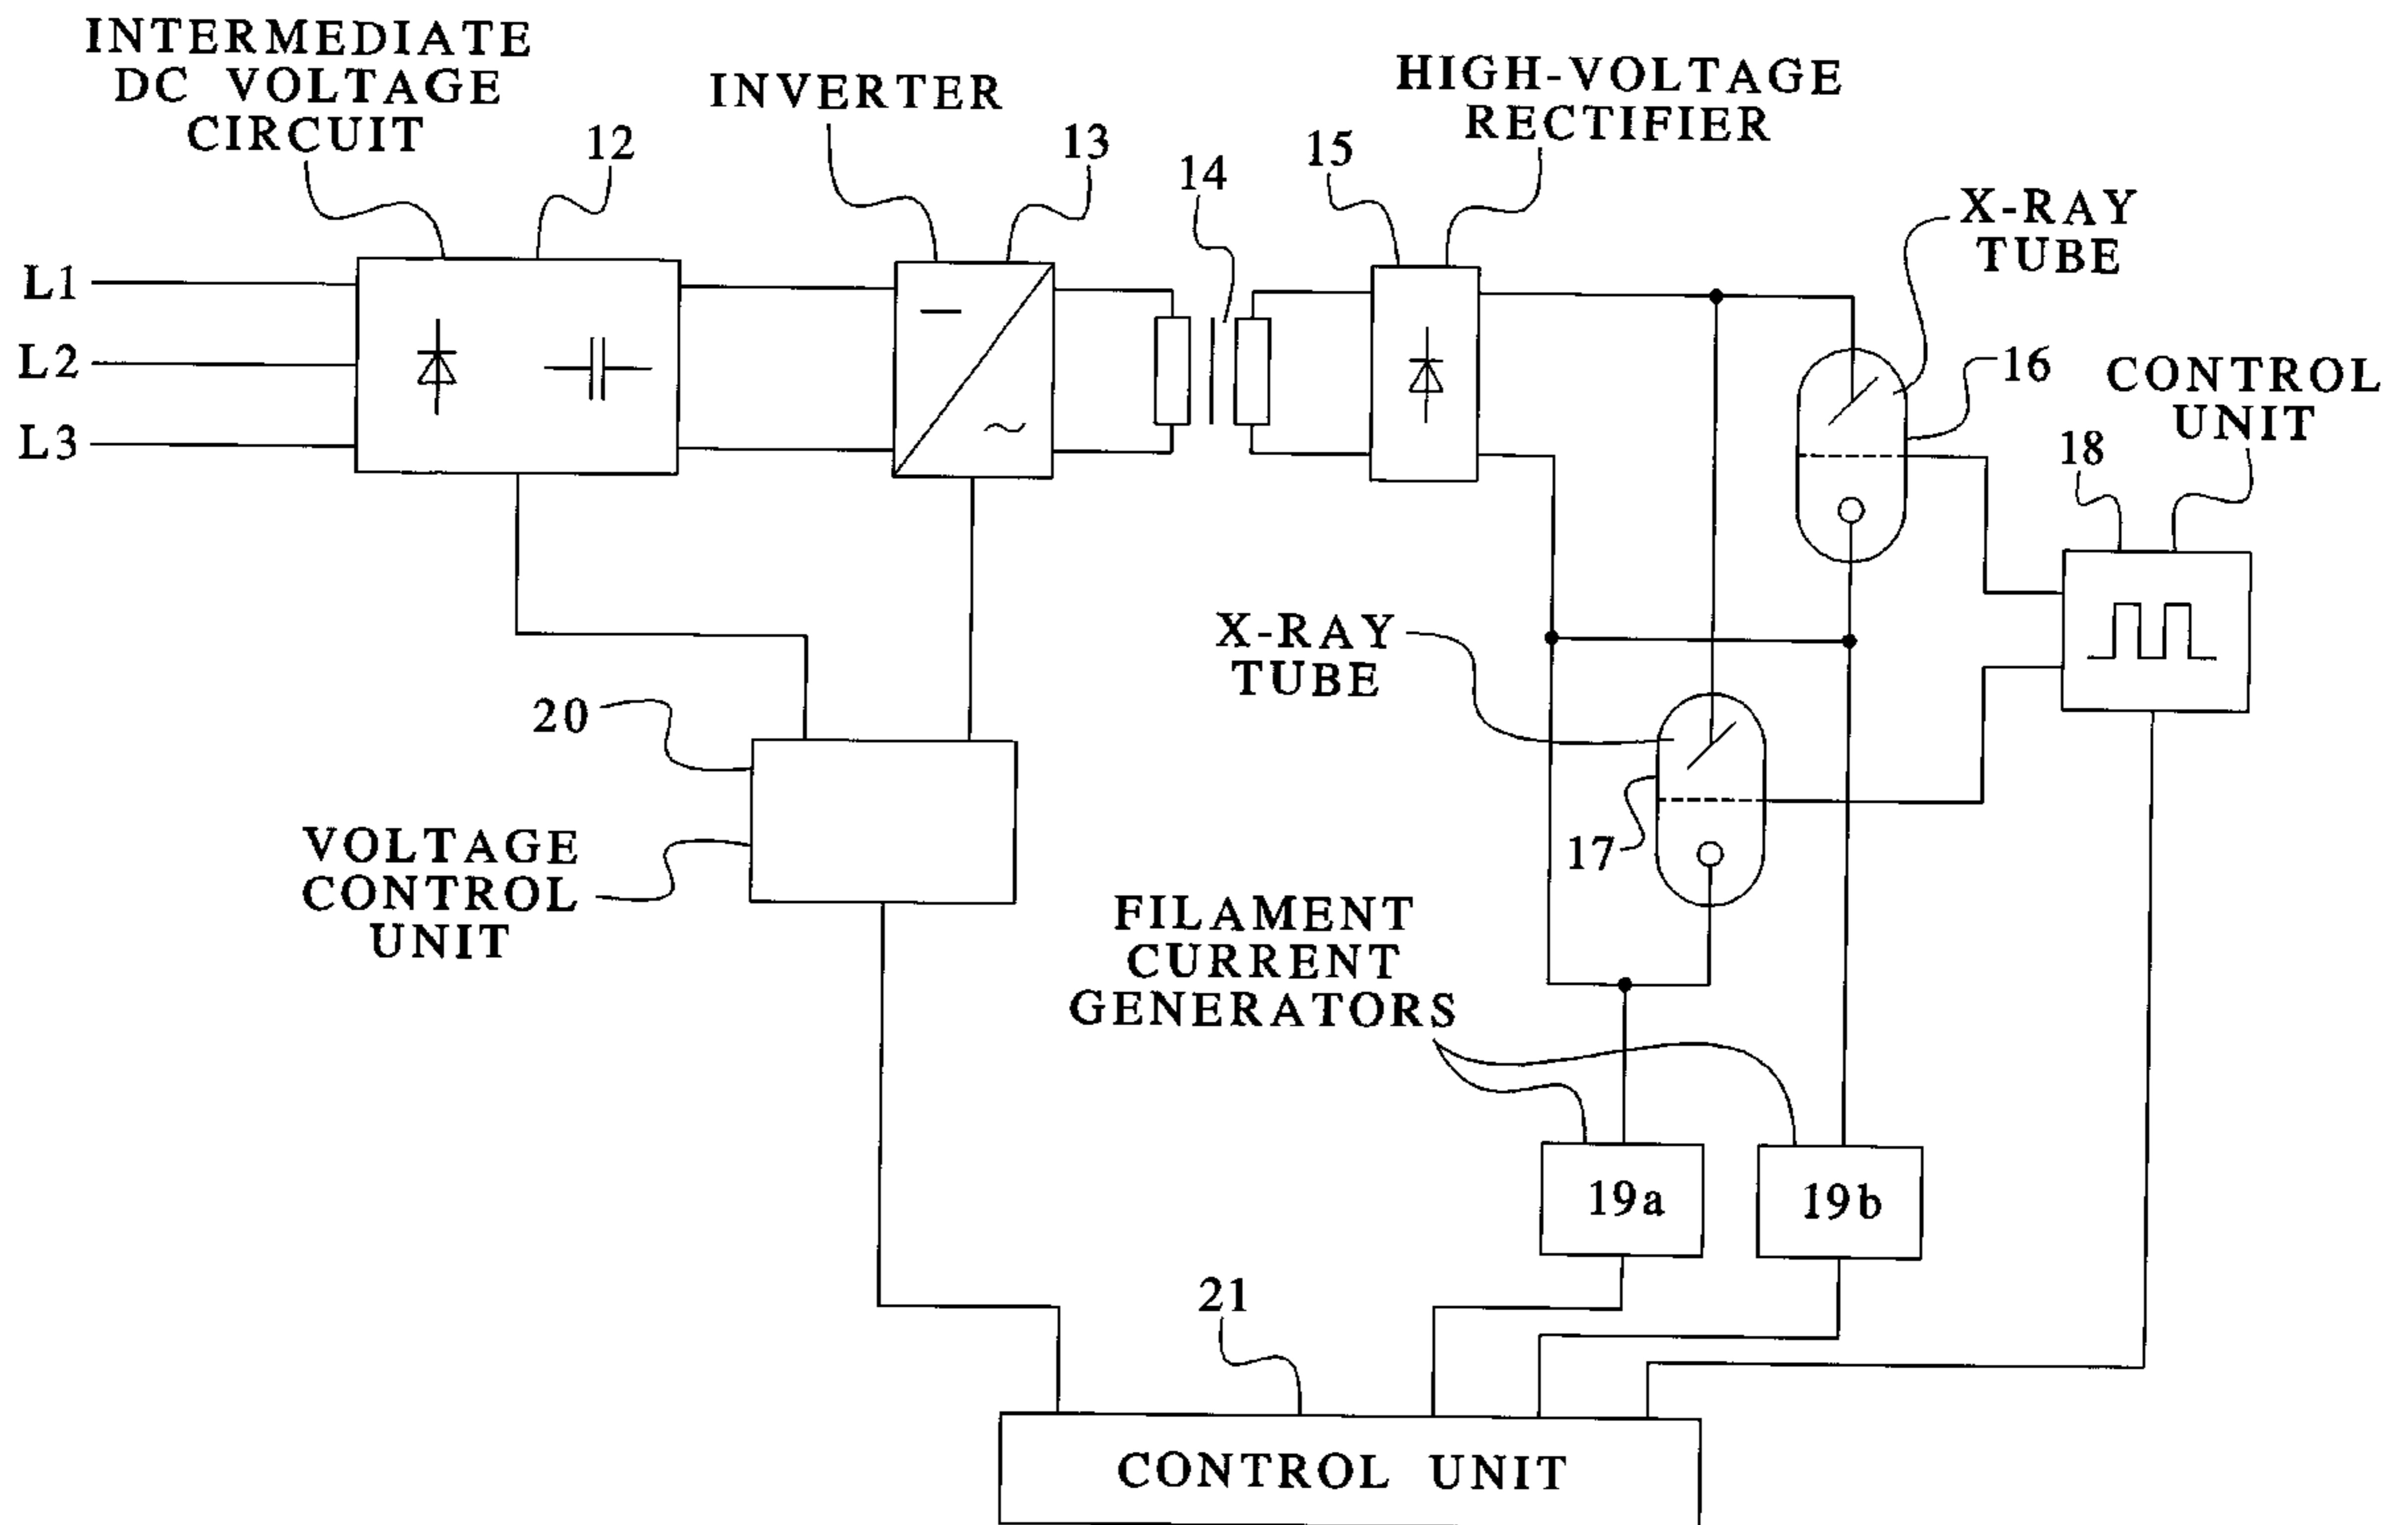 INTERMEDIATE
DC VOLTAGE
CIRCUIT
12
INVERTER
13
14
15
HIGH-VOLTAGE
RECTIFIER
X-RAY
TUBE
16
CONTROL
UNIT
18
L1
L2
L3
X-RAY
TUBE
17
20
VOLTAGE
CONTROL
UNIT
FILAMENT
CURRENT
GENERATORS
19a
19b
21
CONTROL UNIT